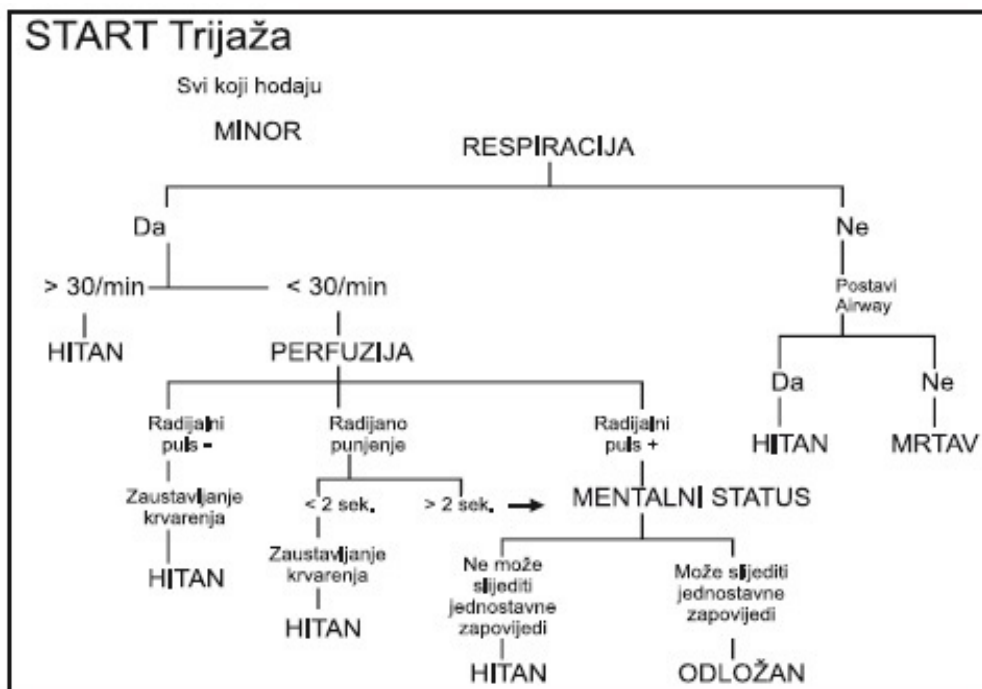 START Trijaža
Svi koji hodaju
MINOR
RESPIRACIJA
Da
Ne
> 30/min
< 30/min
Postavi
Airway
HITAN
PERFUZIJA
Da
Ne
HITAN
MRTAV
Radijalni
puls -
Radijano
punjenje
Radijalni
puls +
Zaustavljanje
krvarenja
< 2 sek.
> 2 sek.
MENTALNI STATUS
HITAN
Zaustavljanje
krvarenja
HITAN
Ne može
slijediti
jednostavne
zapovijedi
Može slijediti
jednostavne
zapovijedi
HITAN
ODLOŽAN